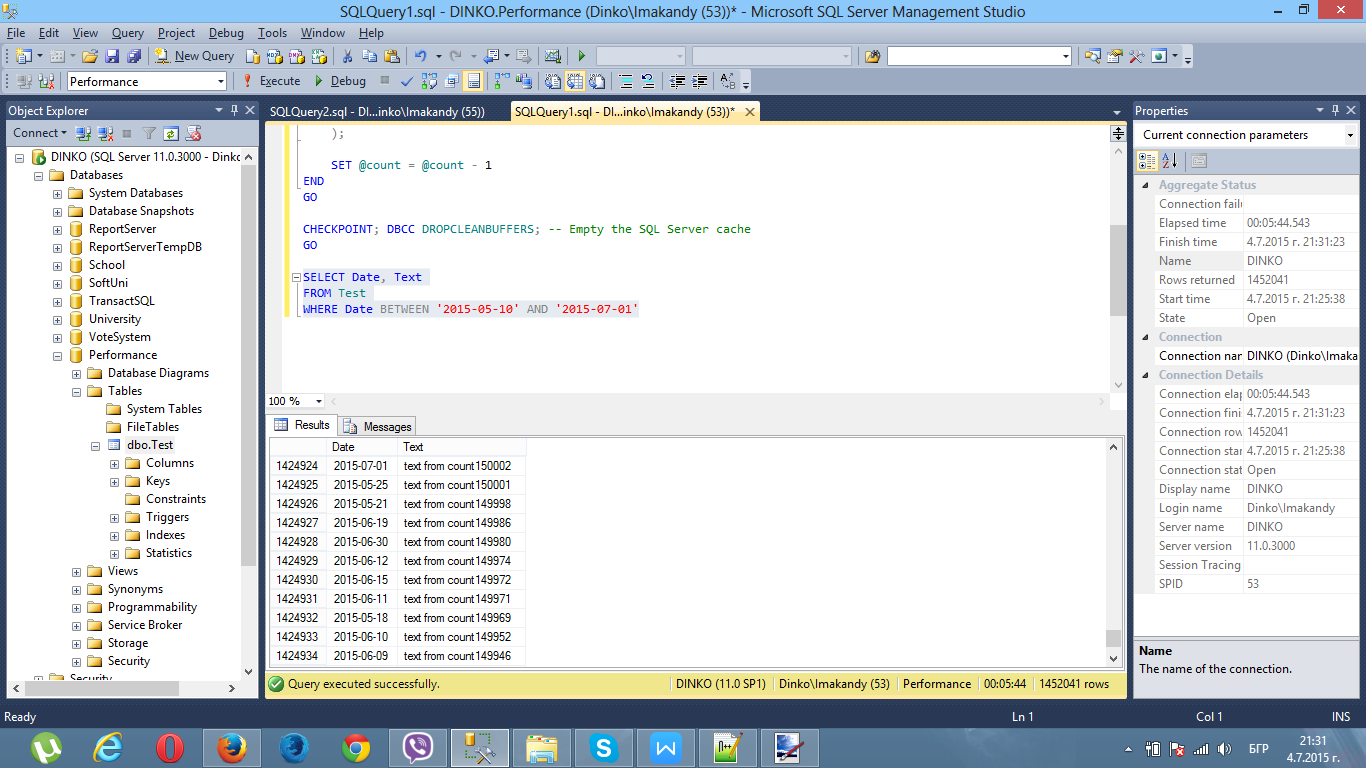 SQLQuery1.sql - DINKO.Performance (Dinko\Imakandy (53))* - Microsoft SQL Server Management Studio
File Edit View Query Project Debug Tools Window Help
New Query
Performance Execute Debug
Object Explorer
Connect
DINKO (SQL Server 11.0.3000 - Dinko
Databases
System Databases
Database Snapshots
ReportServer
ReportServerTempDB
School
SoftUni
TransactSQL
University
VoteSystem
Performance
Database Diagrams
Tables
System Tables
FileTables
dbo.Test
Columns
Keys
Constraints
Triggers
Indexes
Statistics
Views
Synonyms
Programmability
Service Broker
Storage
Security
Security
SQLQuery2.sql - DI...inko\Imakandy (55)) SQLQuery1.sql - DI...inko\Imakandy (53))*
);
SET @count = @count - 1
END
GO
CHECKPOINT; DBCC DROPCLEANBUFFERS; -- Empty the SQL Server cache
GO
SELECT Date, Text
FROM Test
WHERE Date BETWEEN '2015-05-10' AND '2015-07-01'
100 %
Results Messages
Date Text
1424924 2015-07-01 text from count150002
1424925 2015-05-25 text from count150001
1424926 2015-05-21 text from count149998
1424927 2015-06-19 text from count149986
1424928 2015-06-30 text from count149980
1424929 2015-06-12 text from count149974
1424930 2015-06-15 text from count149972
1424931 2015-06-11 text from count149971
1424932 2015-05-18 text from count149969
1424933 2015-06-10 text from count149952
1424934 2015-06-09 text from count149946
Query executed successfully. DINKO (11.0 SP1) Dinko\Imakandy (53) Performance 00:05:44 1452041 rows
Properties
Current connection parameters
Aggregate Status
Connection failu
Elapsed time 00:05:44.543
Finish time 4.7.2015 г. 21:31:23
Name DINKO
Rows returned 1452041
Start time 4.7.2015 г. 21:25:38
State Open
Connection
Connection nar DINKO (Dinko\Imaka
Connection Details
Connection elap 00:05:44.543
Connection fini 4.7.2015 г. 21:31:23
Connection row 1452041
Connection star 4.7.2015 г. 21:25:38
Connection stat Open
Display name DINKO
Login name Dinko\Imakandy
Server name DINKO
Server version 11.0.3000
Session Tracing
SPID 53
Name
The name of the connection.
Ready Ln 1 Col 1 INS
БГР 21:31
4.7.2015 г.